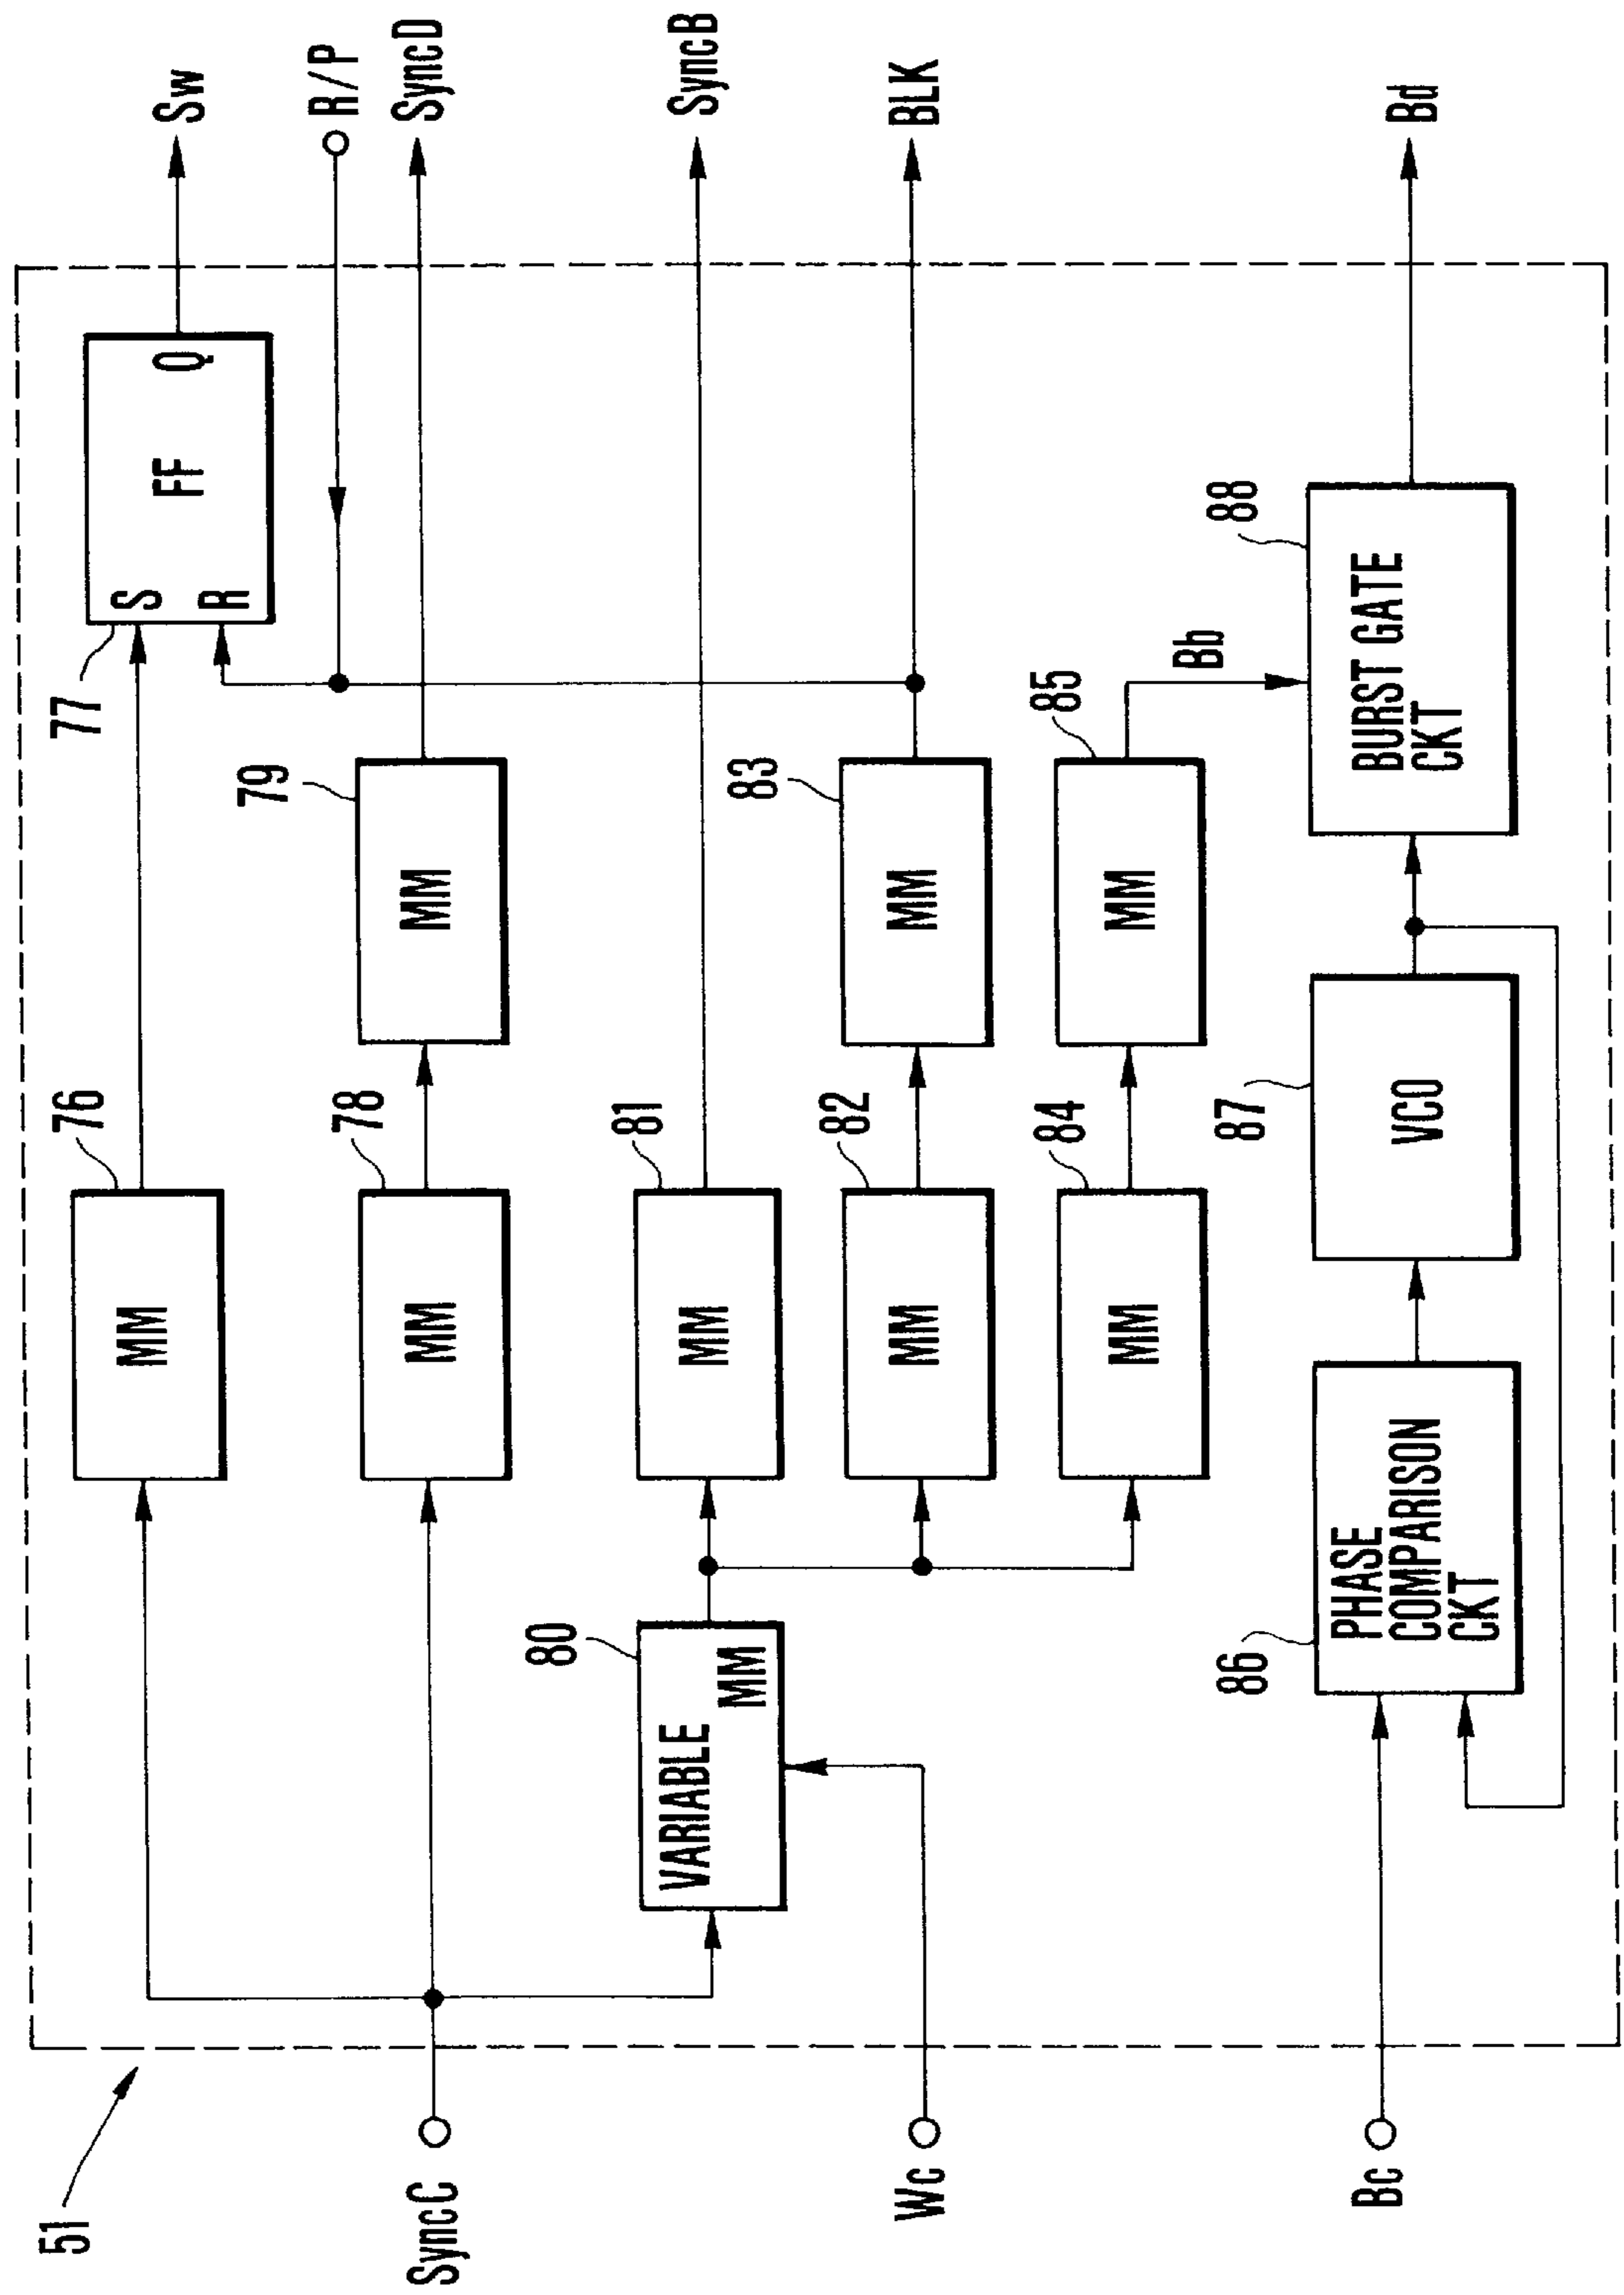 51
SyncC
Wc
Bc
76
MM
77
S
R
FF
Q
Sw
R/P
78
MM
79
MM
SyncD
80
VARIABLE
MM
81
MM
SyncB
82
MM
83
MM
BLK
84
MM
85
MM
Bb
86
PHASE
COMPARISON
CKT
87
VCO
88
BURST GATE
CKT
Bd